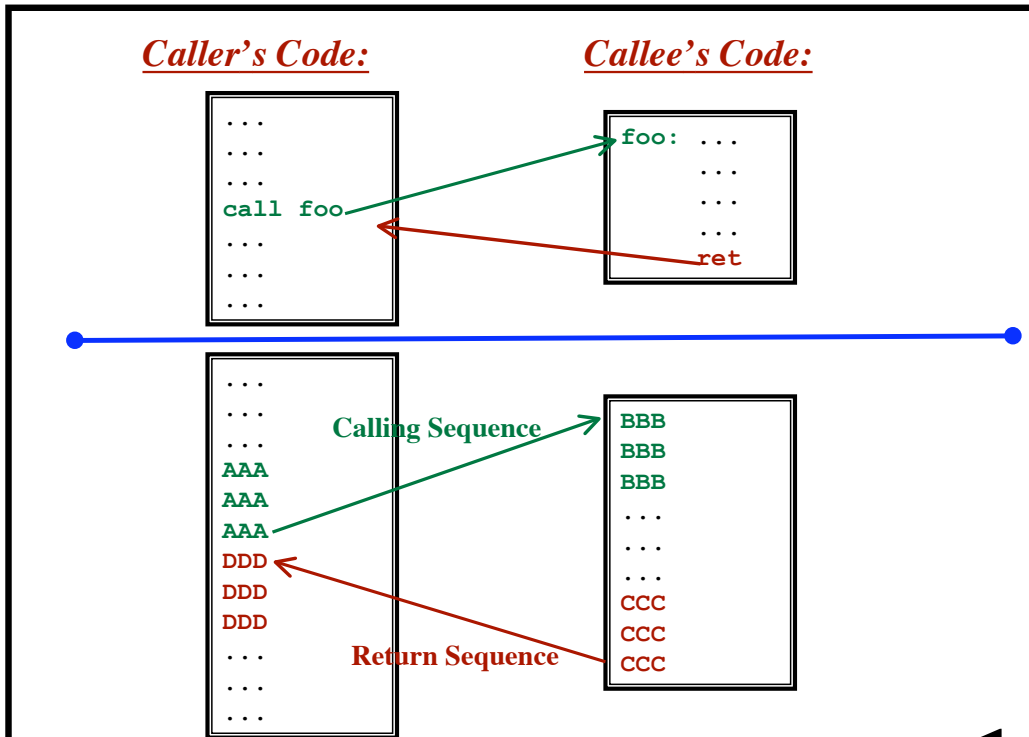 Caller’s Code:
Callee’s Code:
...
...
...
call foo
...
...
...
foo: ...
...
...
...
ret
...
...
...
AAA
AAA
AAA
DDD
DDD
DDD
...
...
...
Calling Sequence
Return Sequence
BBB
BBB
BBB
...
...
...
CCC
CCC
CCC